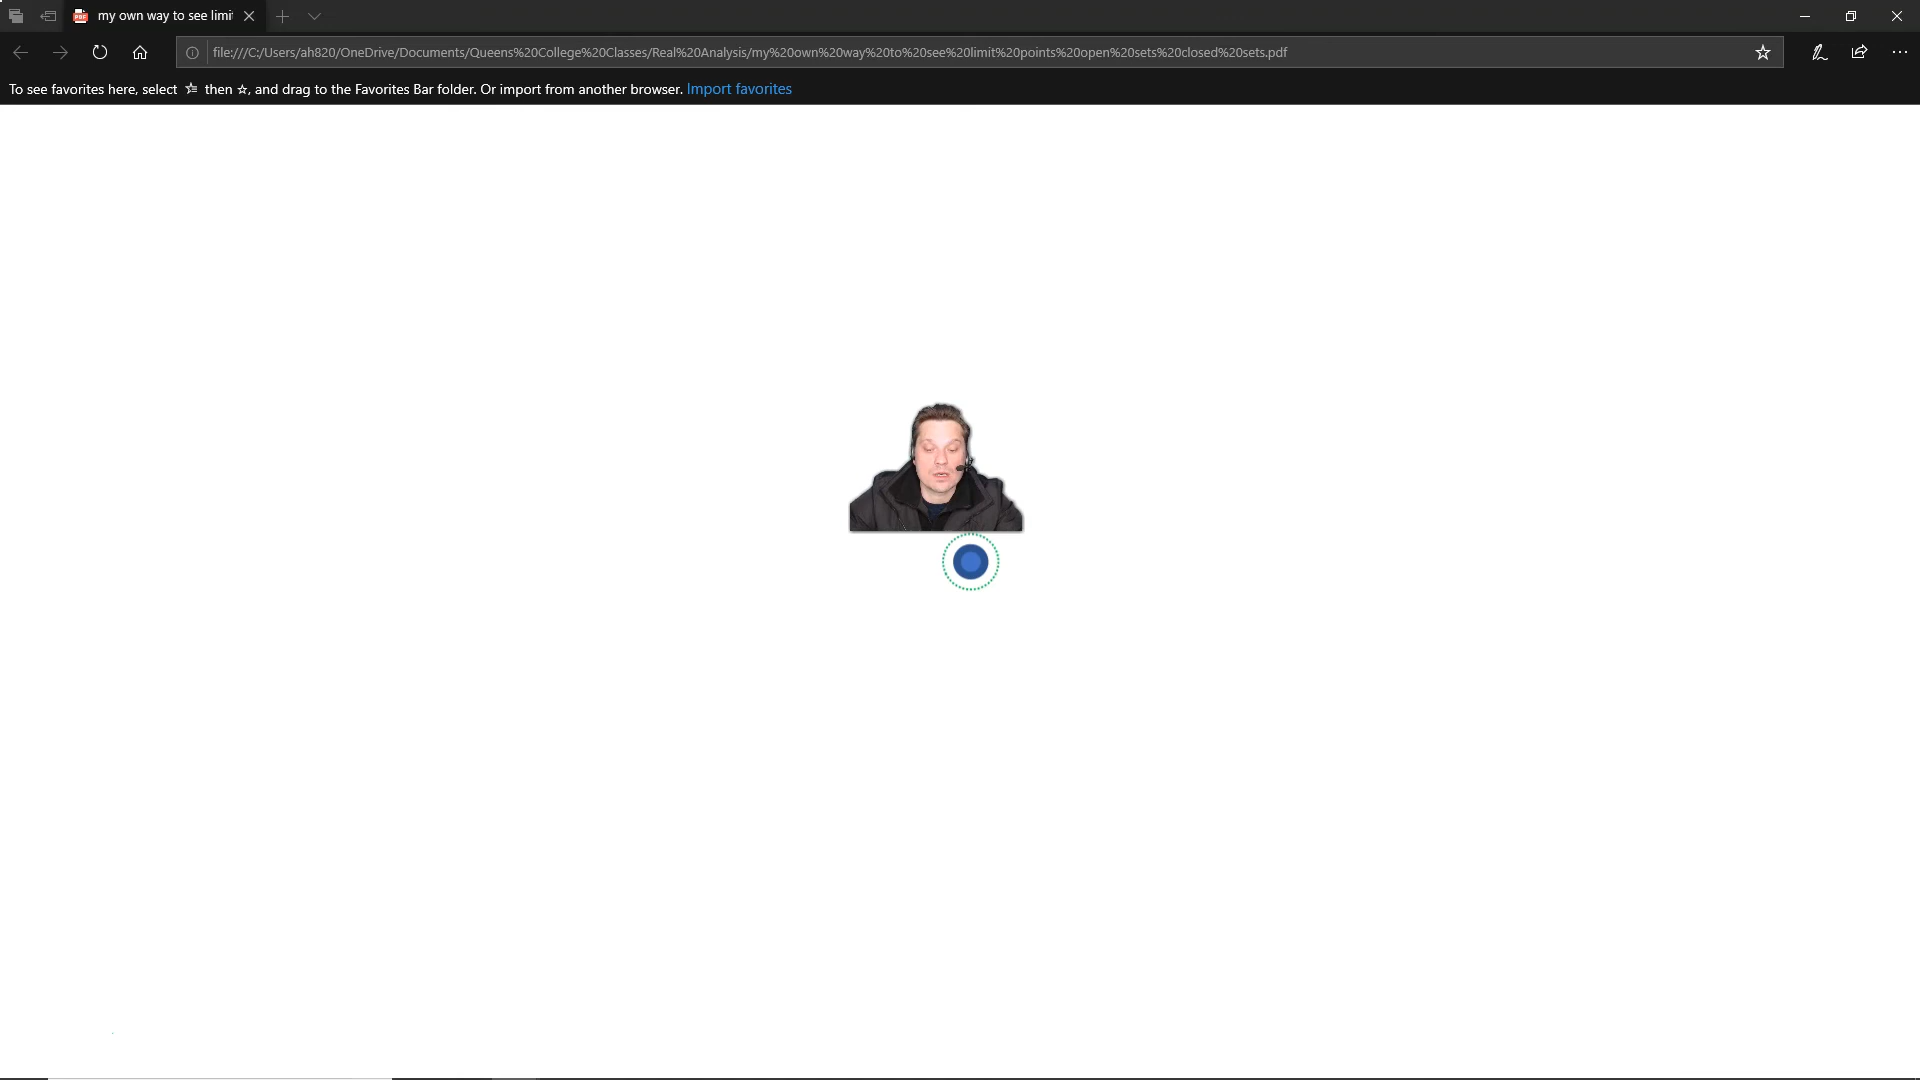 my own way to see limit
file:///C:/Users/ah820/OneDrive/Documents/Queens%20College%20Classes/Real%20Analysis/my%20own%20way%20to%20see%20limit%20points%20open%20sets%20closed%20sets.pdf
To see favorites here, select then ☆, and drag to the Favorites Bar folder. Or import from another browser. Import favorites